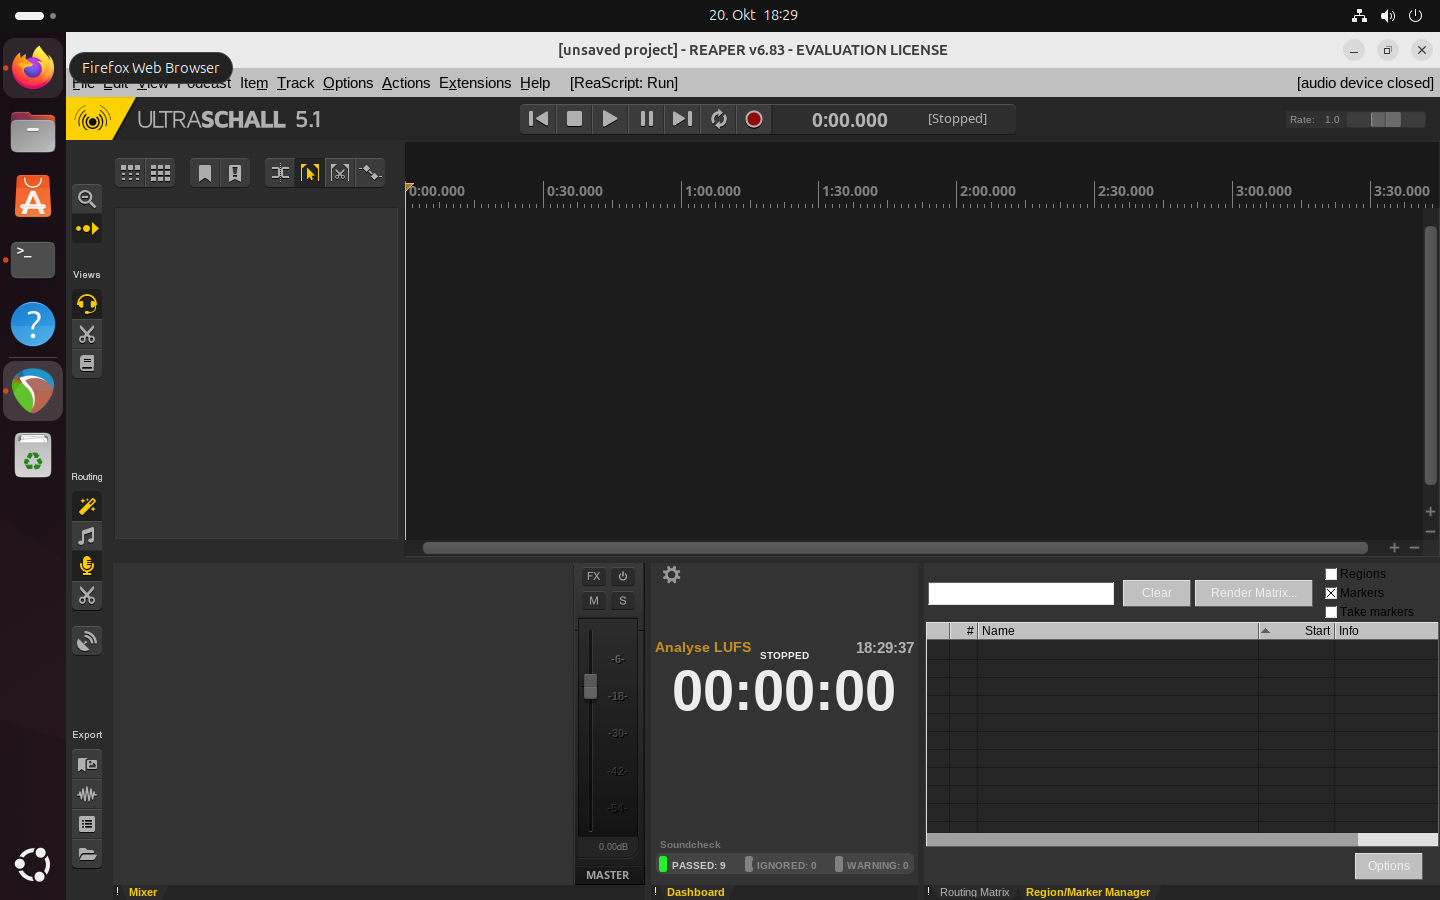 20. Okt 18:29
[unsaved project] - REAPER v6.83 - EVALUATION LICENSE
Firefox Web Browser
File Edit View Podcast Item Track Options Actions Extensions Help [ReaScript: Run] [audio device closed]
ULTRASCHALL 5.1
0:00.000 [Stopped]
Rate: 1.0
0:00.000 0:30.000 1:00.000 1:30.000 2:00.000 2:30.000 3:00.000 3:30.000
Views
Routing
Export
FX
M S
-6-
-18-
-30-
-42-
-54-
0.00dB
MASTER
! Mixer
Analyse LUFS STOPPED 18:29:37
00:00:00
Soundcheck
PASSED: 9 IGNORED: 0 WARNING: 0
! Dashboard
Clear Render Matrix...
Regions
Markers
Take markers
# Name Start Info
Options
! Routing Matrix Region/Marker Manager